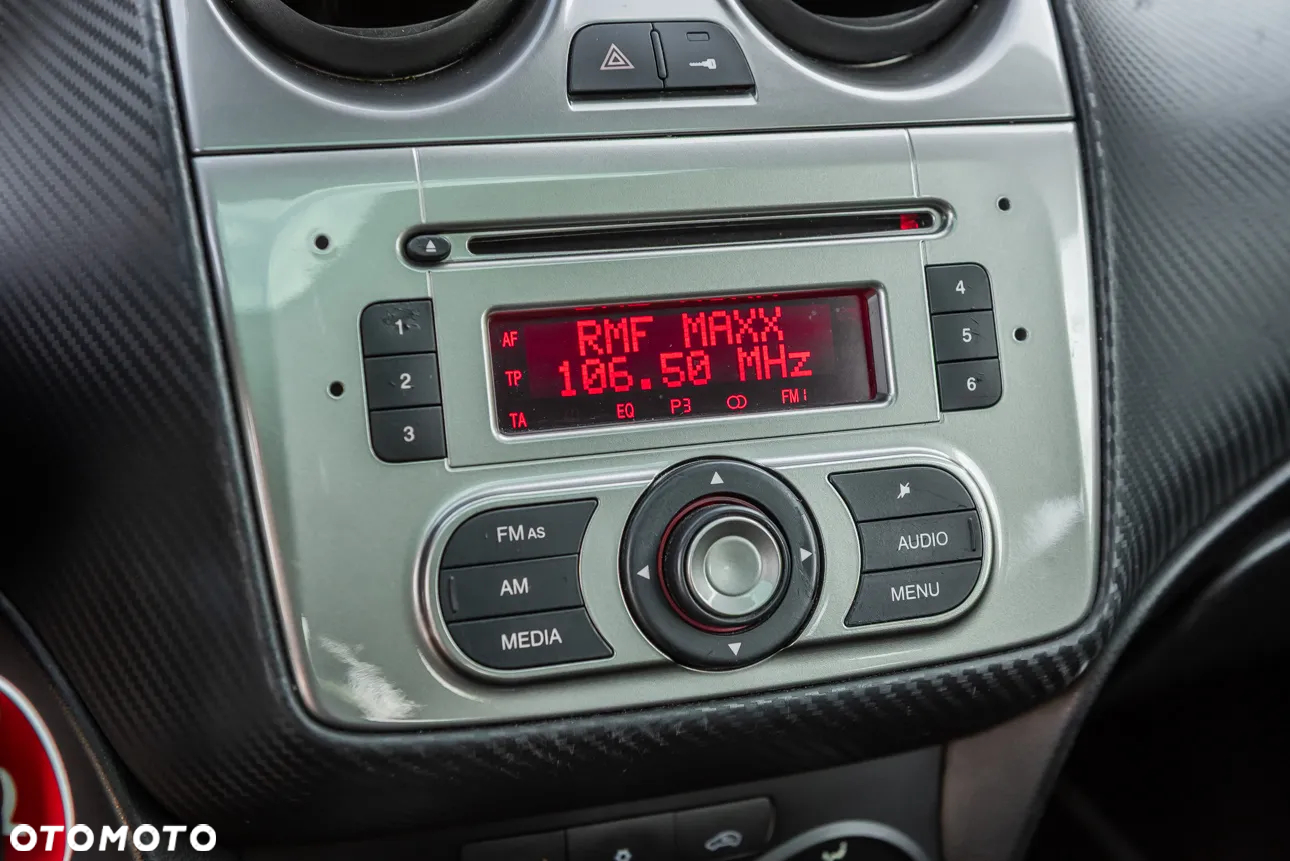 1
2
3
4
5
6
AF
TP
TA
RMF MAXX
106.50 MHz
EQ P3 FM1
FM AS
AM
MEDIA
AUDIO
MENU
OTOMOTO